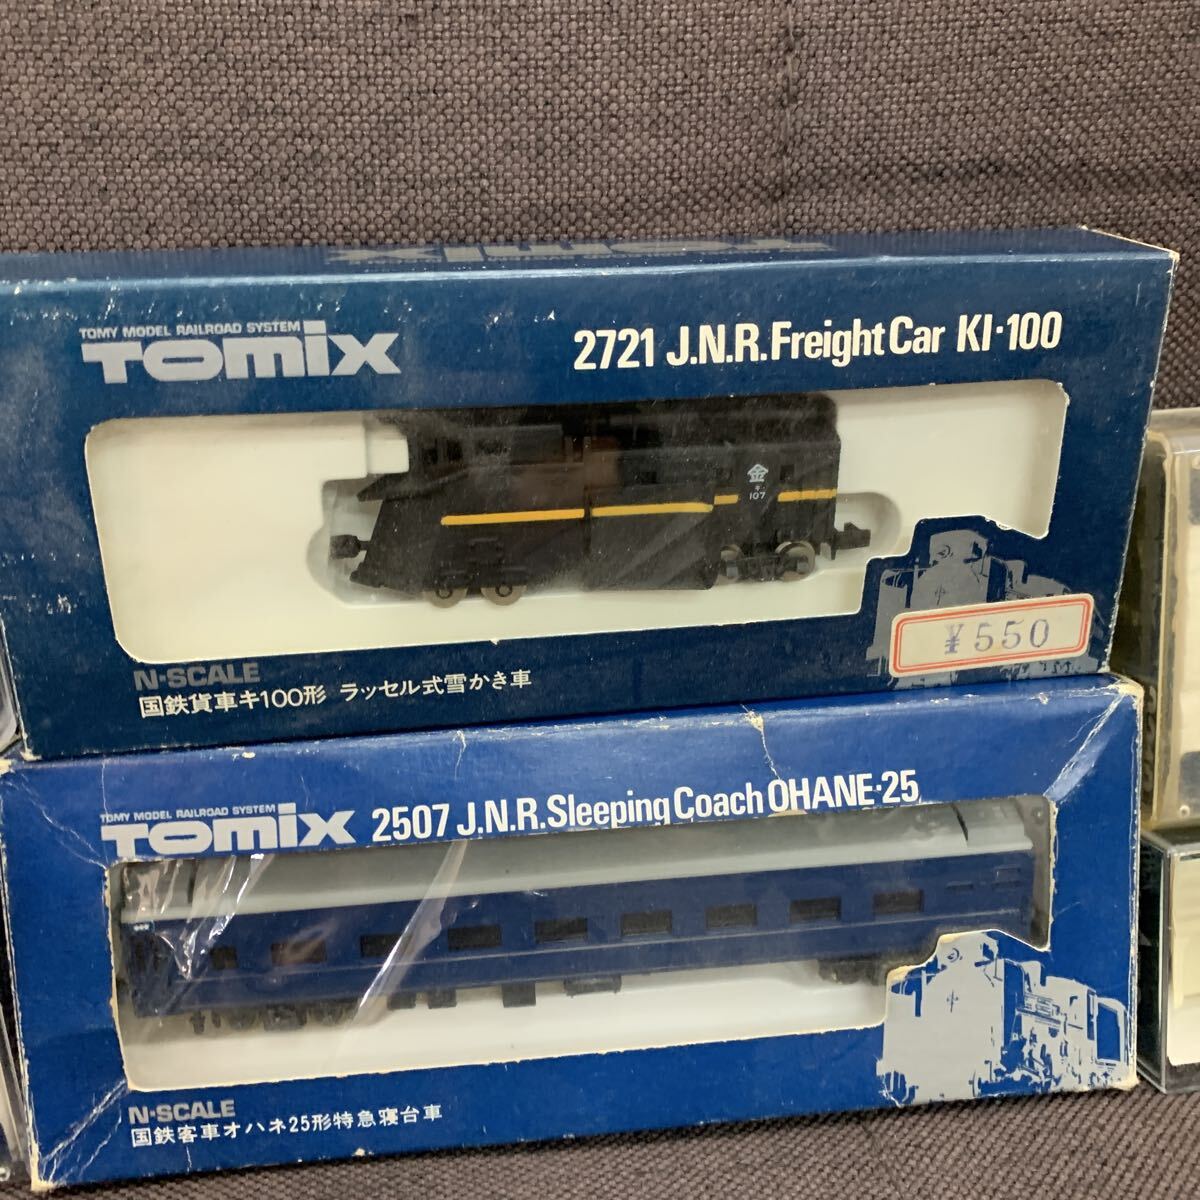 TOMIX
TOMY MODEL RAILROAD SYSTEM
TOMIX
2721 J.N.R. Freight Car KI·100
金
キ
107
¥550
N·SCALE
国鉄貨車キ100形 ラッセル式雪かき車
TOMY MODEL RAILROAD SYSTEM
TOMIX
2507 J.N.R. Sleeping Coach OHANE·25
N·SCALE
国鉄客車オハネ25形特急寝台車